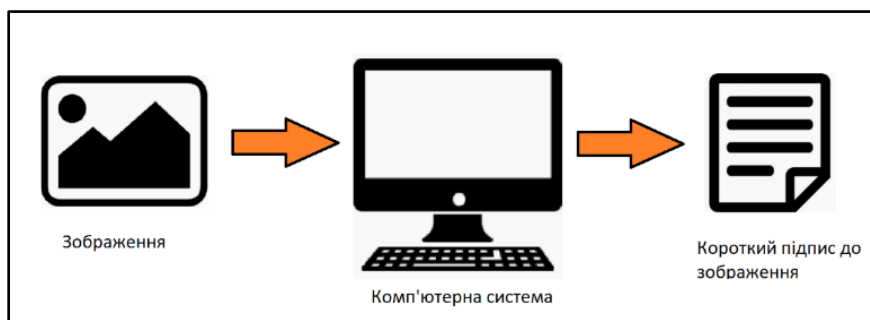 Зображення
Комп'ютерна система
Короткий підпис до
зображення